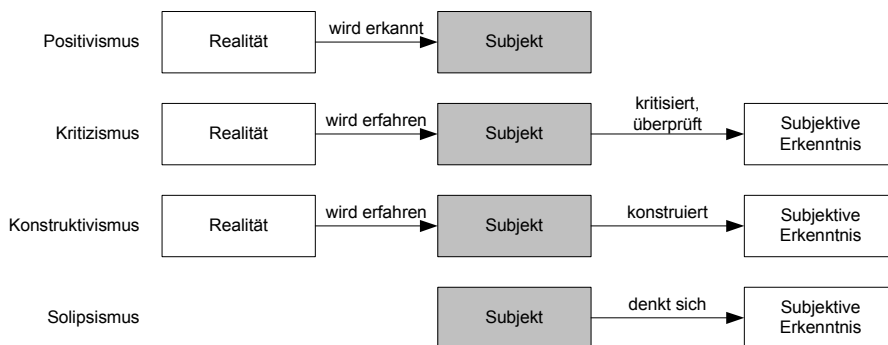 Positivismus
Realität
wird erkannt
Subjekt
Kritizismus
Realität
wird erfahren
Subjekt
kritisiert,
überprüft
Subjektive
Erkenntnis
Konstruktivismus
Realität
wird erfahren
Subjekt
konstruiert
Subjektive
Erkenntnis
Solipsismus
Subjekt
denkt sich
Subjektive
Erkenntnis